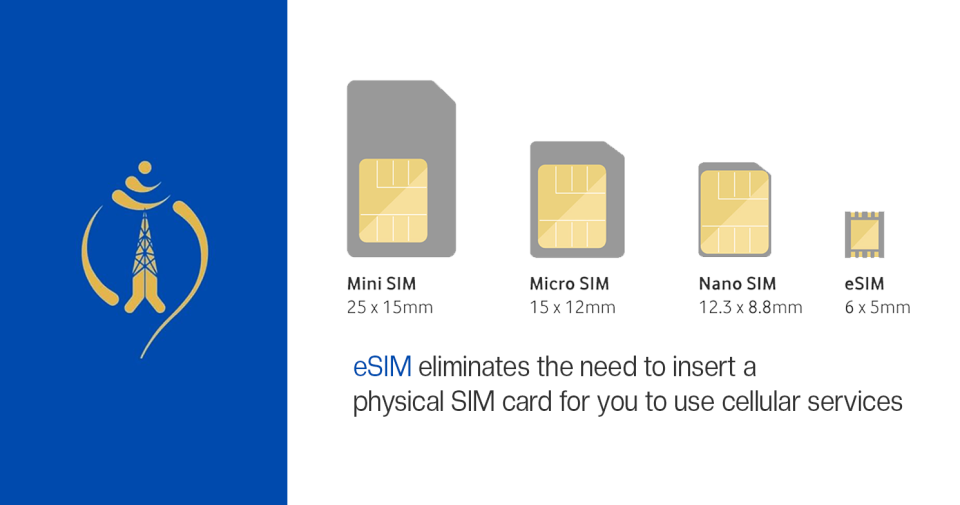 Mini SIM
25 x 15mm
Micro SIM
15 x 12mm
Nano SIM
12.3 x 8.8mm
eSIM
6 x 5mm
eSIM eliminates the need to insert a
physical SIM card for you to use cellular services